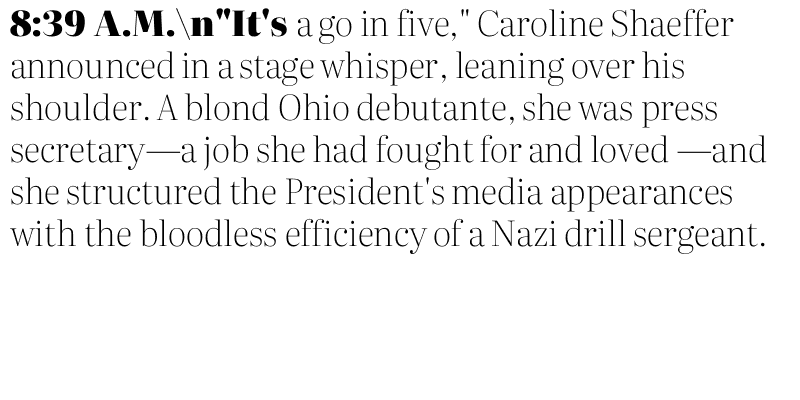 8:39 A.M.\n"It's a go in five," Caroline Shaeffer
announced in a stage whisper, leaning over his
shoulder. A blond Ohio debutante, she was press
secretary—a job she had fought for and loved —and
she structured the President's media appearances
with the bloodless efficiency of a Nazi drill sergeant.